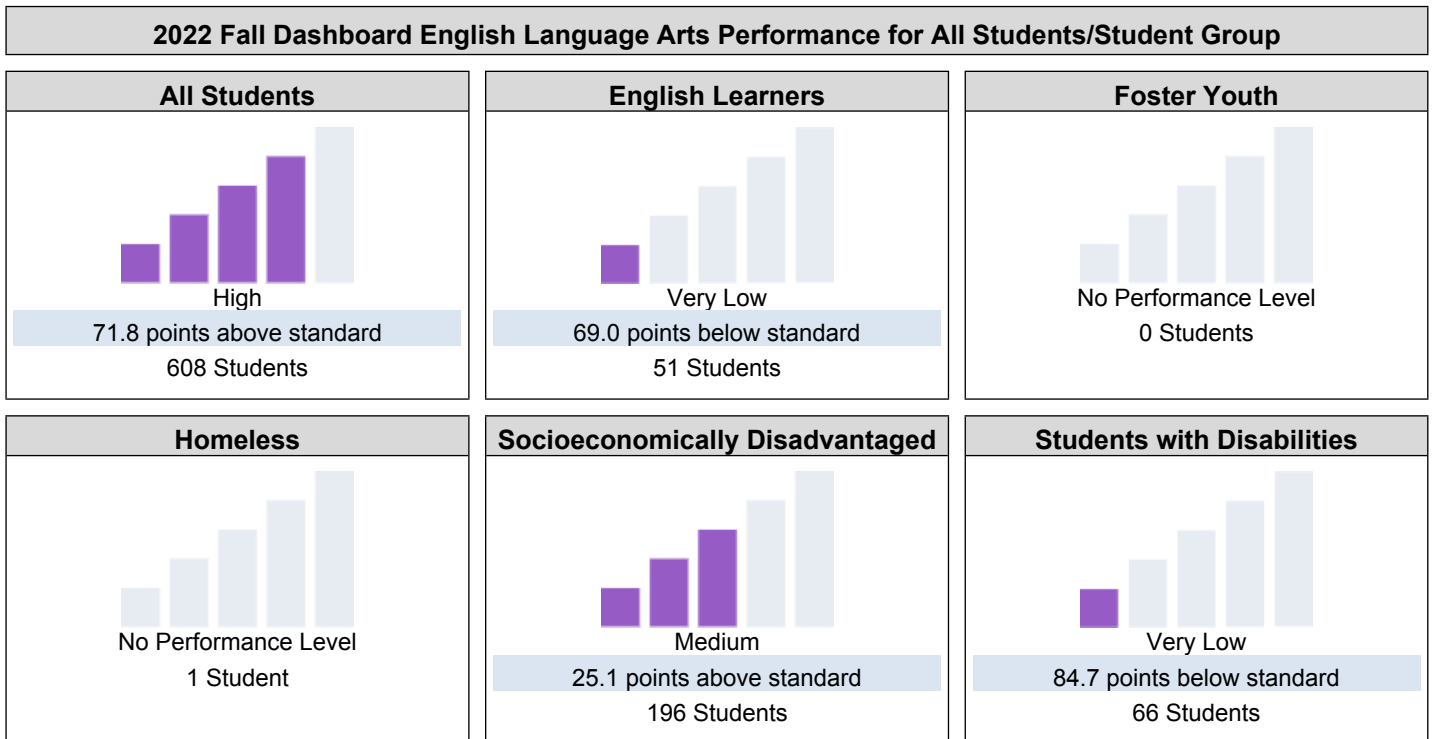 2022 Fall Dashboard English Language Arts Performance for All Students/Student Group
All Students
High
71.8 points above standard
608 Students
English Learners
Very Low
69.0 points below standard
51 Students
Foster Youth
No Performance Level
0 Students
Homeless
No Performance Level
1 Student
Socioeconomically Disadvantaged
Medium
25.1 points above standard
196 Students
Students with Disabilities
Very Low
84.7 points below standard
66 Students